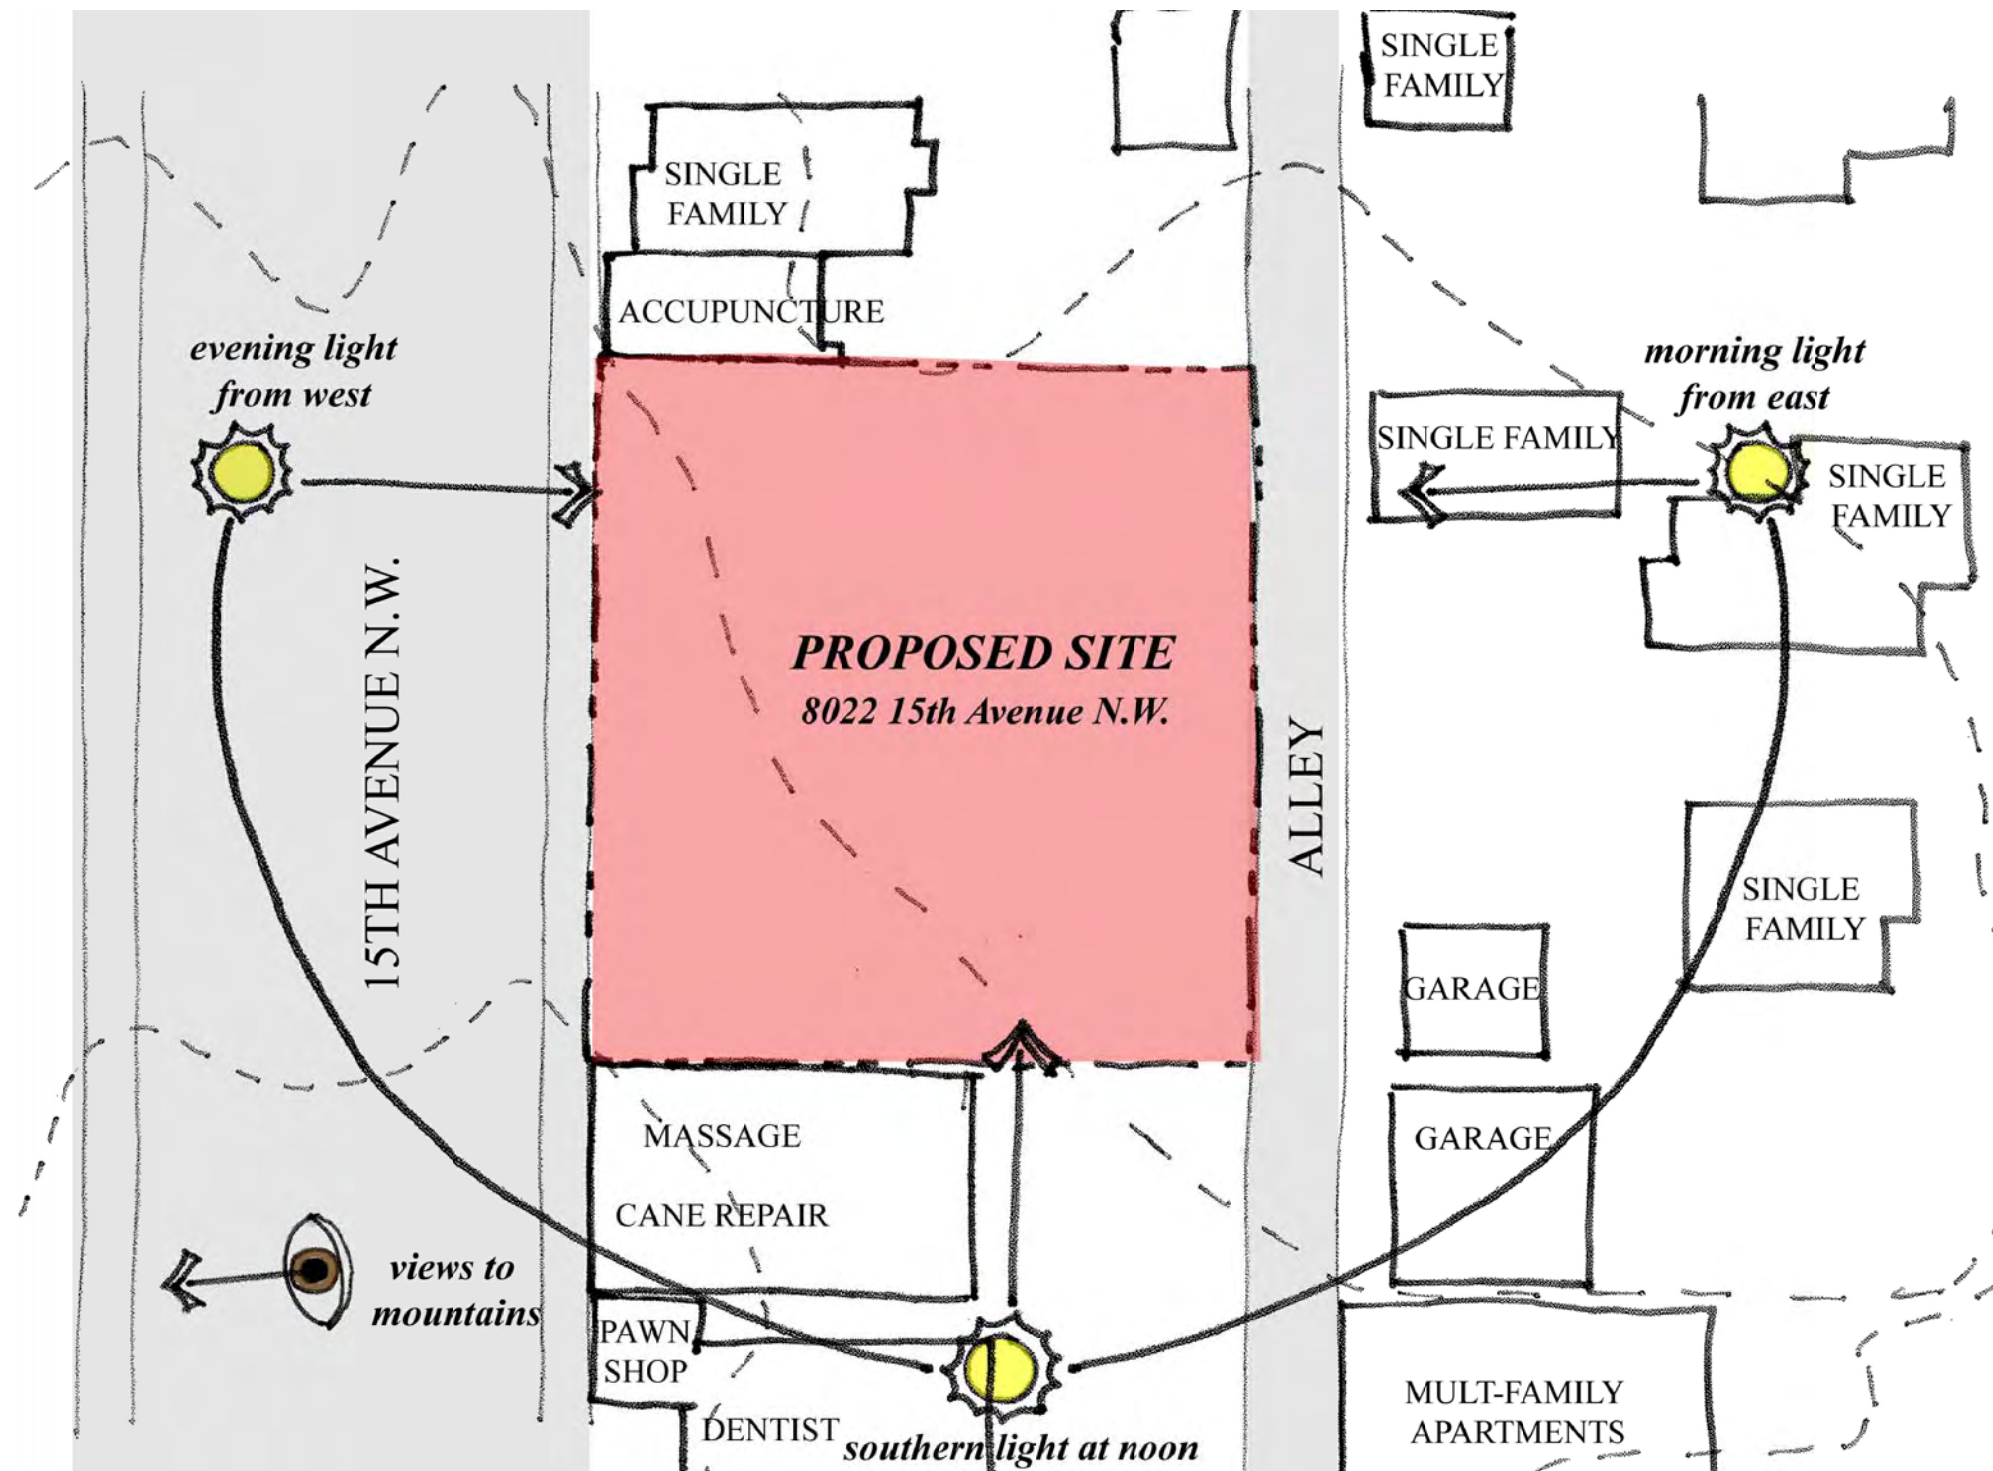 SINGLE
FAMILY
SINGLE
FAMILY
ACCUPUNCTURE
evening light
from west
morning light
from east
SINGLE FAMILY
SINGLE
FAMILY
15TH AVENUE N.W.
PROPOSED SITE
8022 15th Avenue N.W.
ALLEY
SINGLE
FAMILY
GARAGE
GARAGE
MASSAGE
CANE REPAIR
views to
mountains
PAWN
SHOP
DENTIST
southern light at noon
MULT-FAMILY
APARTMENTS